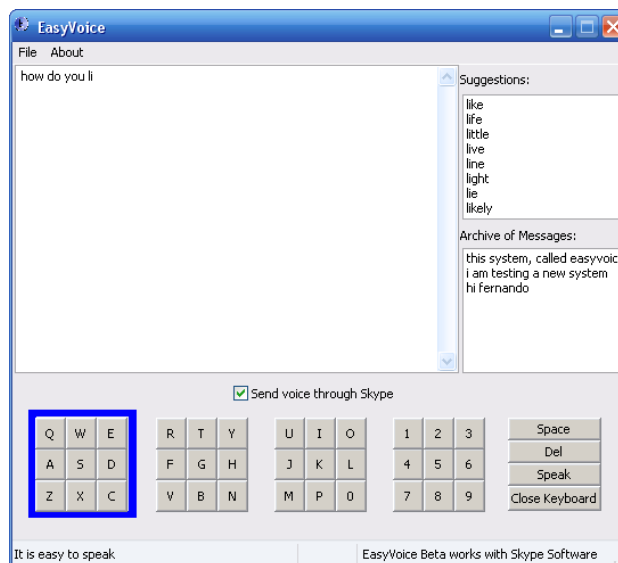 EasyVoice
File About
how do you li
Suggestions:
like
life
little
live
line
light
lie
likely
Archive of Messages:
this system, called easyvoic
i am testing a new system
hi fernando
Send voice through Skype
Q W E R T Y U I O 1 2 3 Space
Del
A S D F G H J K L 4 5 6
Speak
Z X C V B N M P 0 7 8 9 Close Keyboard
It is easy to speak EasyVoice Beta works with Skype Software